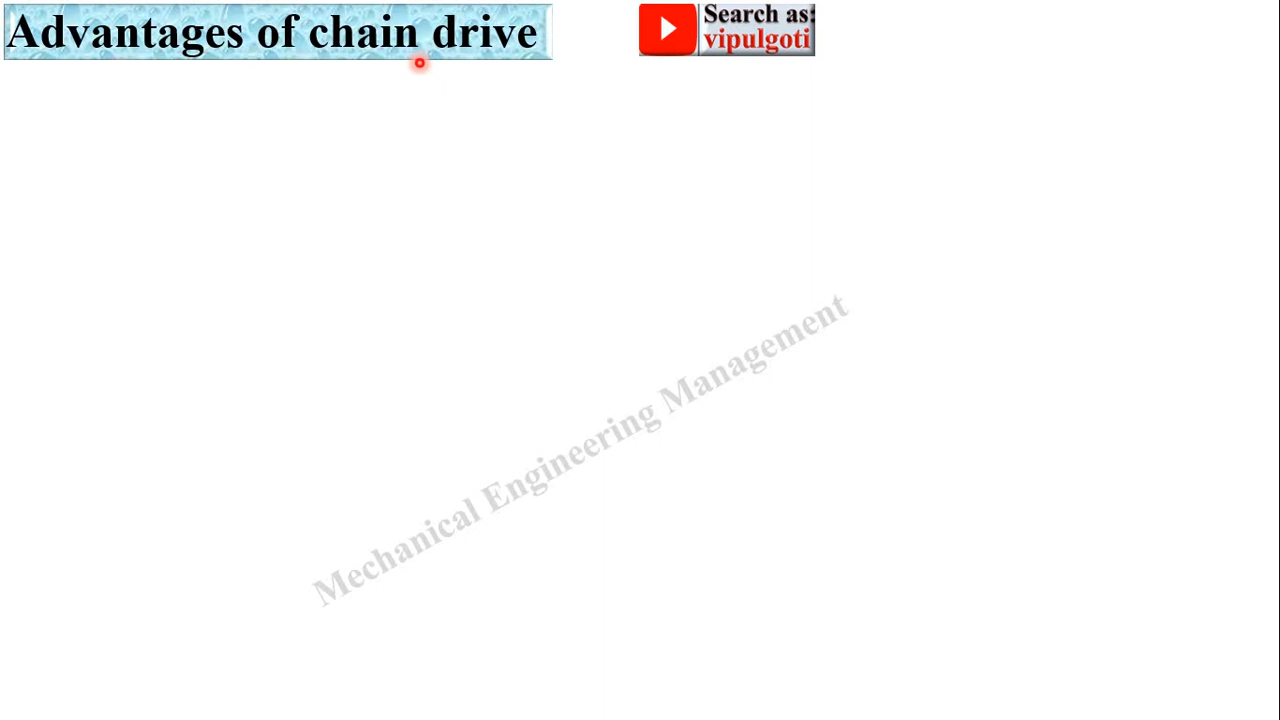 Advantages of chain drive
Search as:
vipulgoti
Mechanical Engineering Management